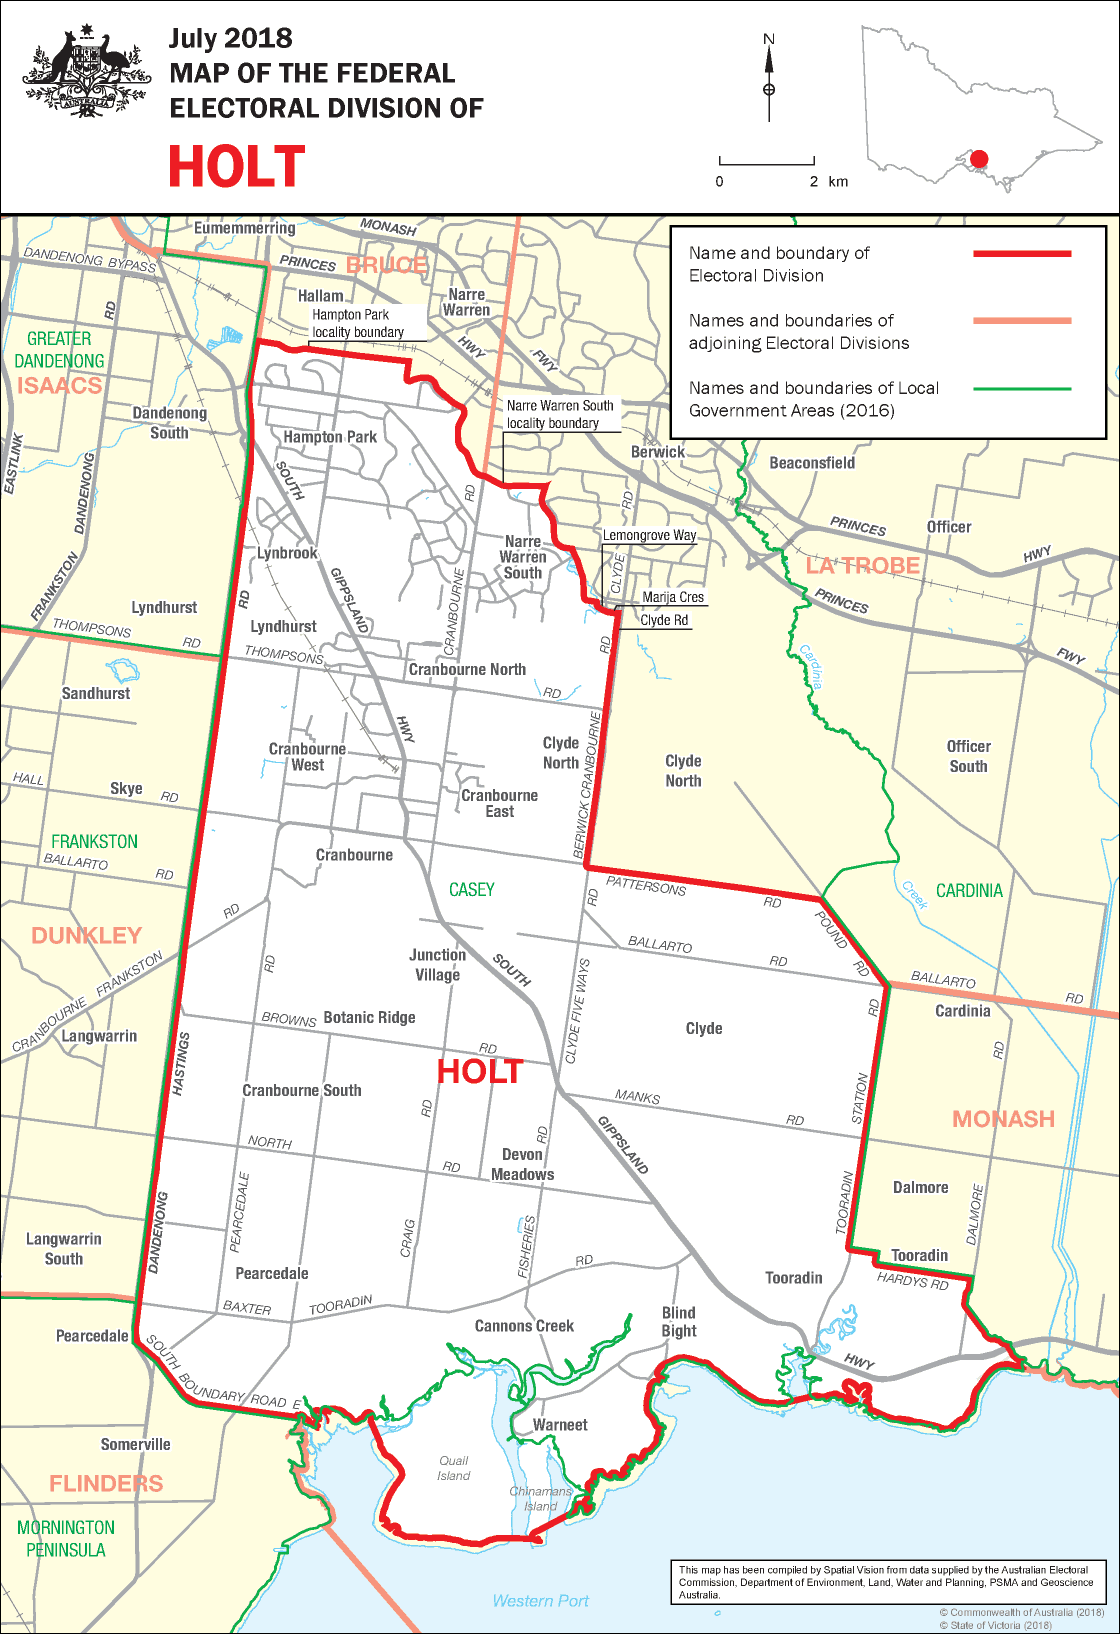 July 2018
MAP OF THE FEDERAL
ELECTORAL DIVISION OF
HOLT
AUSTRALIA
N
0 2 km
Name and boundary of
Electoral Division
Names and boundaries of
adjoining Electoral Divisions
Names and boundaries of Local
Government Areas (2016)
Eumemmerring
MONASH
DANDENONG BYPASS
PRINCES
BRUCE
HWY
FWY
Hallam
Narre
Warren
Hampton Park
locality boundary
RD
GREATER
DANDENONG
ISAACS
Dandenong
South
Narre Warren South
locality boundary
Hampton Park
Berwick
Beaconsfield
EASTLINK
DANDENONG
FRANKSTON
SOUTH
GIPPSLAND
HWY
RD
RD
PRINCES
Officer
HWY
Lemongrove Way
Lynbrook
Narre
Warren
South
CLYDE
LA TROBE
PRINCES
FWY
Marija Cres
Clyde Rd
Lyndhurst
RD
CRANBOURNE
THOMPSONS
RD
Lyndhurst
THOMPSONS
RD
RD
Cranbourne North
Cardinia
Sandhurst
Cranbourne
West
Clyde
North
BERWICK CRANBOURNE
Clyde
North
Officer
South
HALL
RD
Skye
Cranbourne
East
FRANKSTON
BALLARTO
RD
Cranbourne
CASEY
PATTERSONS
RD
RD
Creek
CARDINIA
DUNKLEY
RD
POUND
RD
BALLARTO
RD
CRANBOURNE FRANKSTON
RD
Junction
Village
SOUTH
CLYDE FIVE WAYS
BALLARTO
RD
Cardinia
RD
Langwarrin
BROWNS
RD
Botanic Ridge
Clyde
RD
HASTINGS
HOLT
Cranbourne South
RD
MANKS
RD
STATION
MONASH
NORTH
RD
Devon
Meadows
RD
GIPPSLAND
Dalmore
DALMORE
TOORADIN
Langwarrin
South
DANDENONG
PEARCEDALE
CRAIG
FISHERIES
RD
Tooradin
HARDYS RD
Pearcedale
Tooradin
BAXTER
TOORADIN
Pearcedale
Cannons Creek
Blind
Bight
HWY
SOUTH BOUNDARY ROAD E
Warneet
Somerville
Quail
Island
Chinamans
Island
FLINDERS
MORNINGTON
PENINSULA
Western Port
This map has been compiled by Spatial Vision from data supplied by the Australian Electoral
Commission, Department of Environment, Land, Water and Planning, PSMA and Geoscience
Australia.
© Commonwealth of Australia (2018)
© State of Victoria (2018)